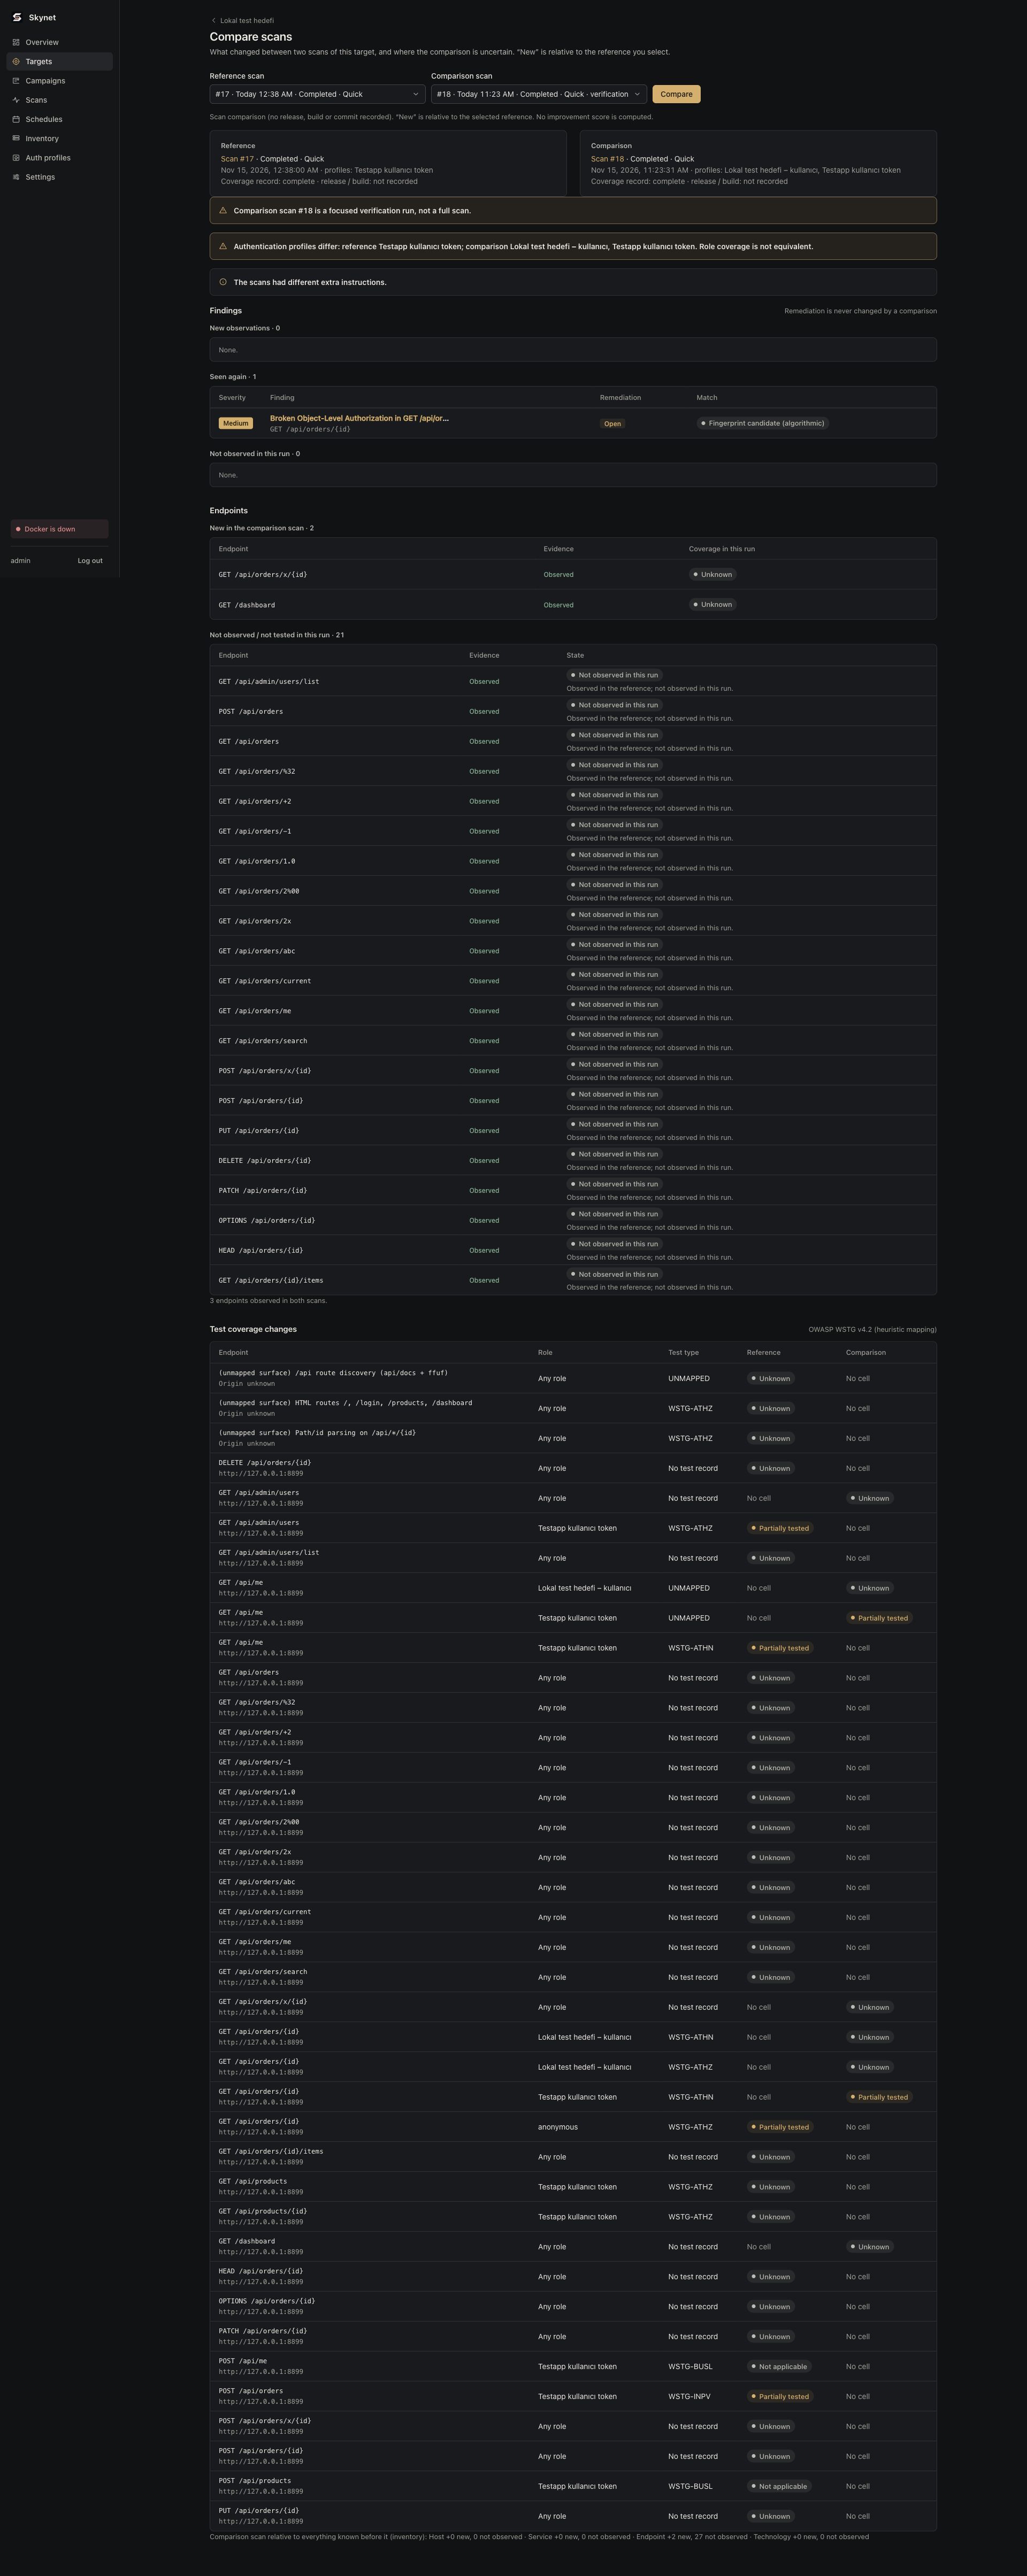 Skynet
Overview
Targets
Campaigns
Scans
Schedules
Inventory
Auth profiles
Settings
Docker is down
admin Log out
Lokal test hedefi
Compare scans
What changed between two scans of this target, and where the comparison is uncertain. "New" is relative to the reference you select.
Reference scan Comparison scan
#17 · Today 12:38 AM · Completed · Quick #18 · Today 11:23 AM · Completed · Quick · verification Compare
Scan comparison (no release, build or commit recorded). "New" is relative to the selected reference. No improvement score is computed.
Reference
Scan #17 · Completed · Quick
Nov 15, 2026, 12:38:00 AM · profiles: Testapp kullanıcı token
Coverage record: complete · release / build: not recorded
Comparison
Scan #18 · Completed · Quick
Nov 15, 2026, 11:23:31 AM · profiles: Lokal test hedefi – kullanıcı, Testapp kullanıcı token
Coverage record: complete · release / build: not recorded
Comparison scan #18 is a focused verification run, not a full scan.
Authentication profiles differ: reference Testapp kullanıcı token; comparison Lokal test hedefi – kullanıcı, Testapp kullanıcı token. Role coverage is not equivalent.
The scans had different extra instructions.
Findings Remediation is never changed by a comparison
New observations · 0
None.
Seen again · 1
Severity Finding Remediation Match
Medium Broken Object-Level Authorization in GET /api/or... Open Fingerprint candidate (algorithmic)
GET /api/orders/{id}
Not observed in this run · 0
None.
Endpoints
New in the comparison scan · 2
Endpoint Evidence Coverage in this run
GET /api/orders/x/{id} Observed Unknown
GET /dashboard Observed Unknown
Not observed / not tested in this run · 21
Endpoint Evidence State
GET /api/admin/users/list Observed Not observed in this run
Observed in the reference; not observed in this run.
POST /api/orders Observed Not observed in this run
Observed in the reference; not observed in this run.
GET /api/orders Observed Not observed in this run
Observed in the reference; not observed in this run.
GET /api/orders/%32 Observed Not observed in this run
Observed in the reference; not observed in this run.
GET /api/orders/+2 Observed Not observed in this run
Observed in the reference; not observed in this run.
GET /api/orders/-1 Observed Not observed in this run
Observed in the reference; not observed in this run.
GET /api/orders/1.0 Observed Not observed in this run
Observed in the reference; not observed in this run.
GET /api/orders/2%00 Observed Not observed in this run
Observed in the reference; not observed in this run.
GET /api/orders/2x Observed Not observed in this run
Observed in the reference; not observed in this run.
GET /api/orders/abc Observed Not observed in this run
Observed in the reference; not observed in this run.
GET /api/orders/current Observed Not observed in this run
Observed in the reference; not observed in this run.
GET /api/orders/me Observed Not observed in this run
Observed in the reference; not observed in this run.
GET /api/orders/search Observed Not observed in this run
Observed in the reference; not observed in this run.
POST /api/orders/x/{id} Observed Not observed in this run
Observed in the reference; not observed in this run.
POST /api/orders/{id} Observed Not observed in this run
Observed in the reference; not observed in this run.
PUT /api/orders/{id} Observed Not observed in this run
Observed in the reference; not observed in this run.
DELETE /api/orders/{id} Observed Not observed in this run
Observed in the reference; not observed in this run.
PATCH /api/orders/{id} Observed Not observed in this run
Observed in the reference; not observed in this run.
OPTIONS /api/orders/{id} Observed Not observed in this run
Observed in the reference; not observed in this run.
HEAD /api/orders/{id} Observed Not observed in this run
Observed in the reference; not observed in this run.
GET /api/orders/{id}/items Observed Not observed in this run
Observed in the reference; not observed in this run.
3 endpoints observed in both scans.
Test coverage changes OWASP WSTG v4.2 (heuristic mapping)
Endpoint Role Test type Reference Comparison
(unmapped surface) /api route discovery (api/docs + ffuf) Any role UNMAPPED Unknown No cell
Origin unknown
(unmapped surface) HTML routes /, /login, /products, /dashboard Any role WSTG-ATHZ Unknown No cell
Origin unknown
(unmapped surface) Path/id parsing on /api/*/{id} Any role WSTG-ATHZ Unknown No cell
Origin unknown
DELETE /api/orders/{id} Any role No test record Unknown No cell
http://127.0.0.1:8899
GET /api/admin/users Any role No test record No cell Unknown
http://127.0.0.1:8899
GET /api/admin/users Testapp kullanıcı token WSTG-ATHZ Partially tested No cell
http://127.0.0.1:8899
GET /api/admin/users/list Any role No test record Unknown No cell
http://127.0.0.1:8899
GET /api/me Lokal test hedefi – kullanıcı UNMAPPED No cell Unknown
http://127.0.0.1:8899
GET /api/me Testapp kullanıcı token UNMAPPED No cell Partially tested
http://127.0.0.1:8899
GET /api/me Testapp kullanıcı token WSTG-ATHN Partially tested No cell
http://127.0.0.1:8899
GET /api/orders Any role No test record Unknown No cell
http://127.0.0.1:8899
GET /api/orders/%32 Any role No test record Unknown No cell
http://127.0.0.1:8899
GET /api/orders/+2 Any role No test record Unknown No cell
http://127.0.0.1:8899
GET /api/orders/-1 Any role No test record Unknown No cell
http://127.0.0.1:8899
GET /api/orders/1.0 Any role No test record Unknown No cell
http://127.0.0.1:8899
GET /api/orders/2%00 Any role No test record Unknown No cell
http://127.0.0.1:8899
GET /api/orders/2x Any role No test record Unknown No cell
http://127.0.0.1:8899
GET /api/orders/abc Any role No test record Unknown No cell
http://127.0.0.1:8899
GET /api/orders/current Any role No test record Unknown No cell
http://127.0.0.1:8899
GET /api/orders/me Any role No test record Unknown No cell
http://127.0.0.1:8899
GET /api/orders/search Any role No test record Unknown No cell
http://127.0.0.1:8899
GET /api/orders/x/{id} Any role No test record No cell Unknown
http://127.0.0.1:8899
GET /api/orders/{id} Lokal test hedefi – kullanıcı WSTG-ATHN No cell Unknown
http://127.0.0.1:8899
GET /api/orders/{id} Lokal test hedefi – kullanıcı WSTG-ATHZ No cell Unknown
http://127.0.0.1:8899
GET /api/orders/{id} Testapp kullanıcı token WSTG-ATHN No cell Partially tested
http://127.0.0.1:8899
GET /api/orders/{id} anonymous WSTG-ATHZ Partially tested No cell
http://127.0.0.1:8899
GET /api/orders/{id}/items Any role No test record Unknown No cell
http://127.0.0.1:8899
GET /api/products Testapp kullanıcı token WSTG-ATHZ Unknown No cell
http://127.0.0.1:8899
GET /api/products/{id} Testapp kullanıcı token WSTG-ATHZ Unknown No cell
http://127.0.0.1:8899
GET /dashboard Any role No test record No cell Unknown
http://127.0.0.1:8899
HEAD /api/orders/{id} Any role No test record Unknown No cell
http://127.0.0.1:8899
OPTIONS /api/orders/{id} Any role No test record Unknown No cell
http://127.0.0.1:8899
PATCH /api/orders/{id} Any role No test record Unknown No cell
http://127.0.0.1:8899
POST /api/me Testapp kullanıcı token WSTG-BUSL Not applicable No cell
http://127.0.0.1:8899
POST /api/orders Testapp kullanıcı token WSTG-INPV Partially tested No cell
http://127.0.0.1:8899
POST /api/orders/x/{id} Any role No test record Unknown No cell
http://127.0.0.1:8899
POST /api/orders/{id} Any role No test record Unknown No cell
http://127.0.0.1:8899
POST /api/products Testapp kullanıcı token WSTG-BUSL Not applicable No cell
http://127.0.0.1:8899
PUT /api/orders/{id} Any role No test record Unknown No cell
http://127.0.0.1:8899
Comparison scan relative to everything known before it (inventory): Host +0 new, 0 not observed · Service +0 new, 0 not observed · Endpoint +2 new, 27 not observed · Technology +0 new, 0 not observed